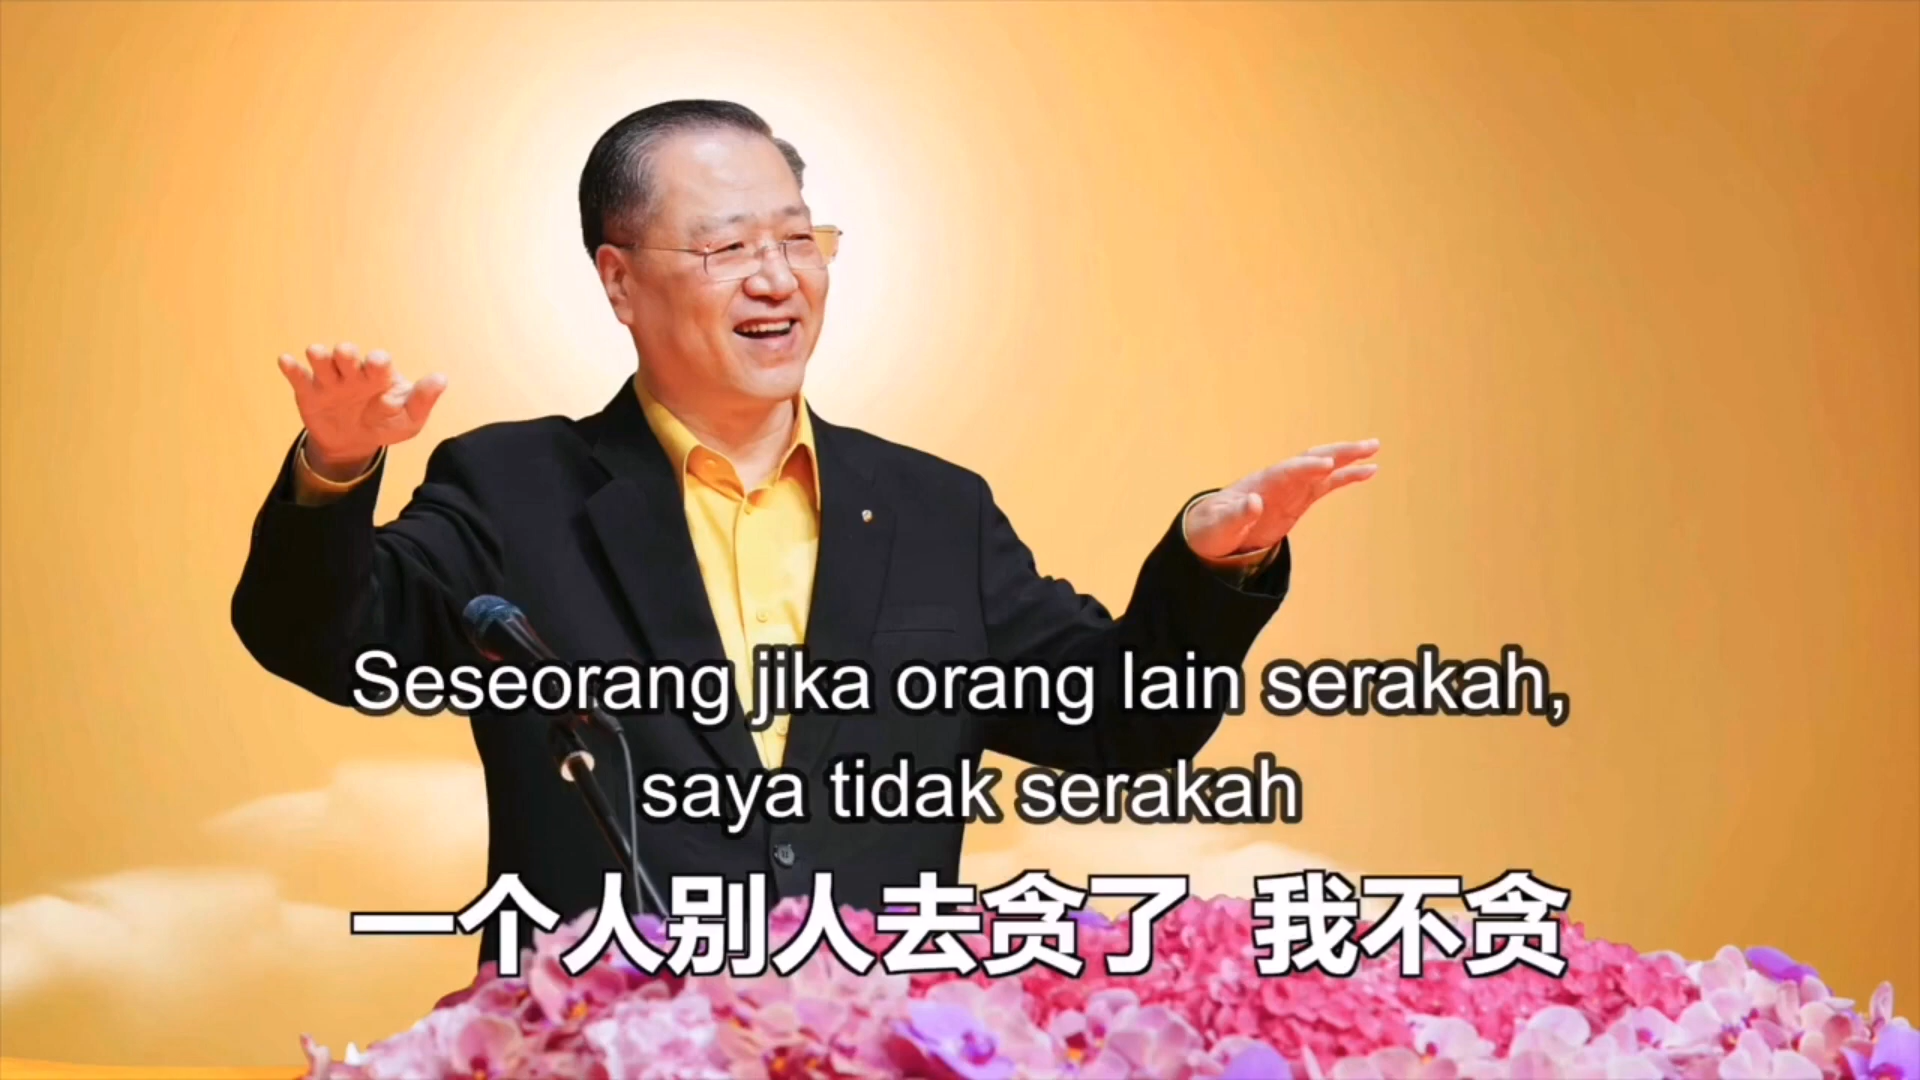 Seseorang jika orang lain serakah,
saya tidak serakah
一个人别人去贪了 我不贪